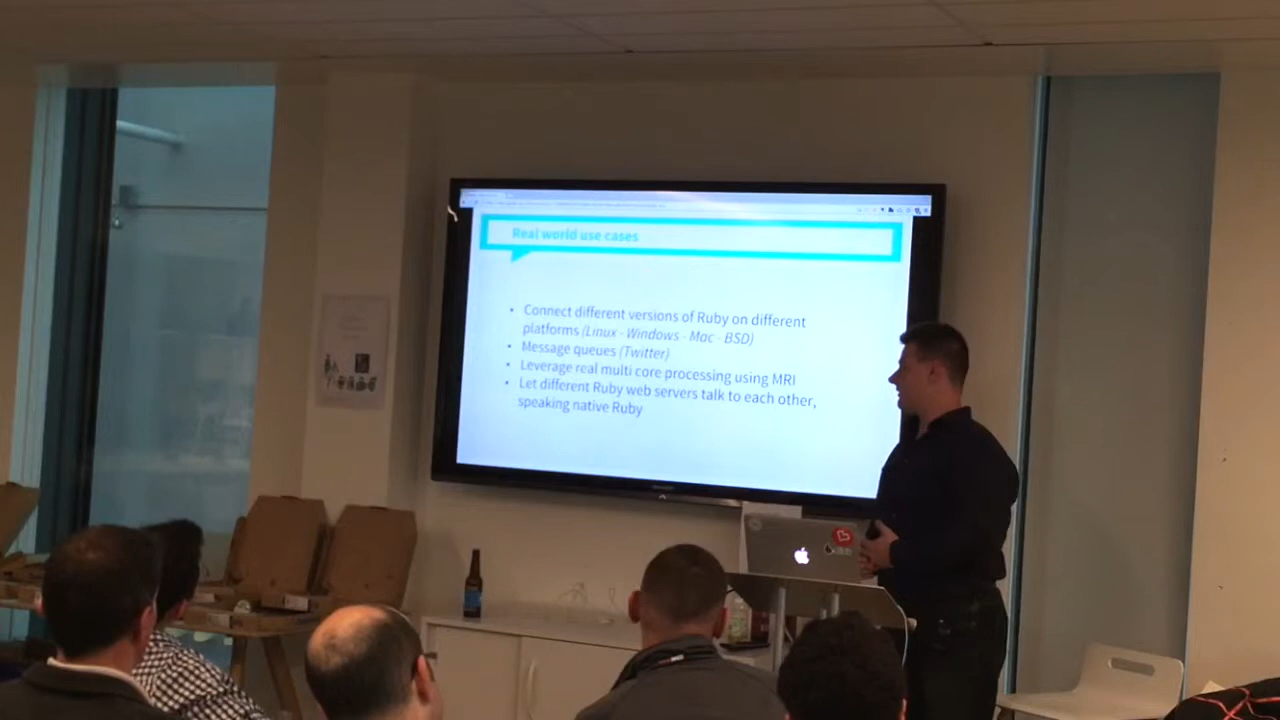 Real world use cases
• Connect different versions of Ruby on different
platforms (Linux - Windows - Mac - BSD)
• Message queues (Twitter)
• Leverage real multi core processing using MRI
• Let different Ruby web servers talk to each other,
speaking native Ruby